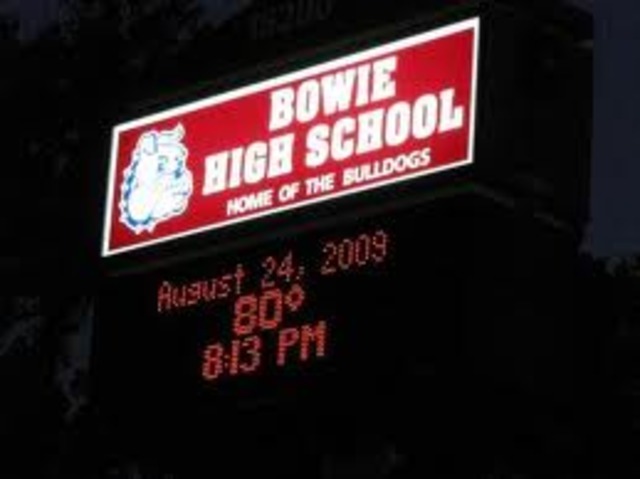 BOWIE
HIGH SCHOOL
HOME OF THE BULLDOGS
August 24, 2009
80°
8:13 PM